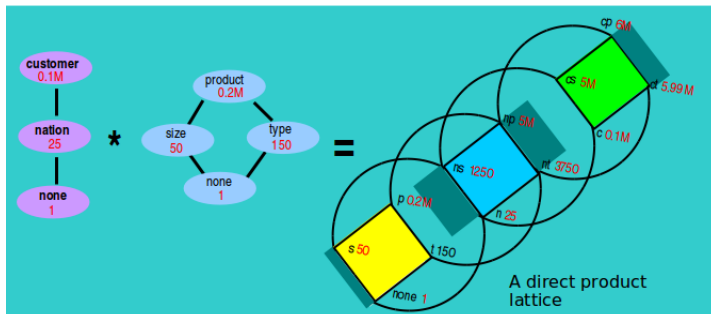 customer
0.1M
nation
25
none
1
*
product
0.2M
size
50
type
150
none
1
=
cp 6M
cs 5M
ct 5.99M
c 0.1M
np 5M
ns 1250
nt 3750
n 25
p 0.2M
s 50
t 150
none 1
A direct product
lattice